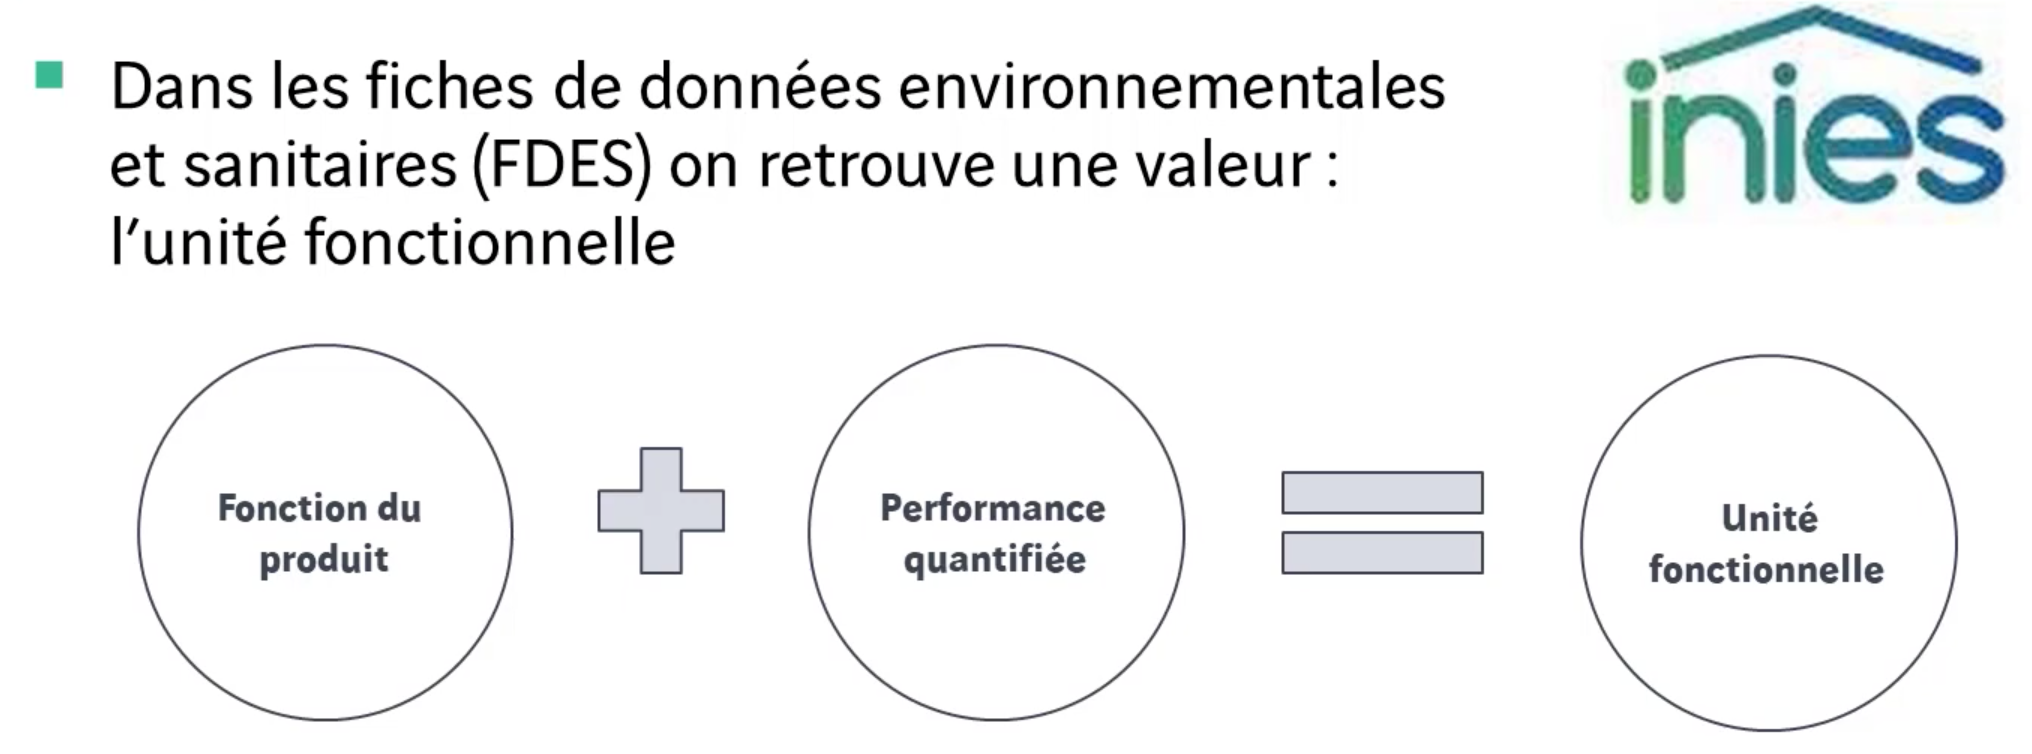 Dans les fiches de données environnementales
et sanitaires (FDES) on retrouve une valeur :
l’unité fonctionnelle
inies
Fonction du
produit
Performance
quantifiée
Unité
fonctionnelle